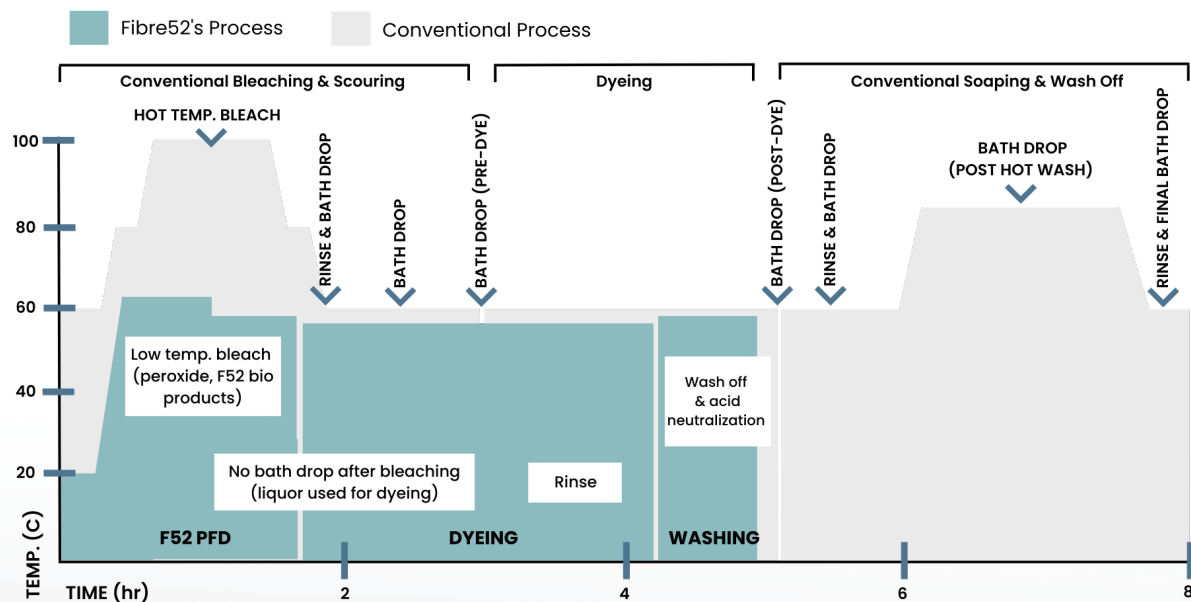 Fibre52's Process
Conventional Process
Conventional Bleaching & Scouring
Dyeing
Conventional Soaping & Wash Off
HOT TEMP. BLEACH
RINSE & BATH DROP
BATH DROP
BATH DROP (PRE-DYE)
BATH DROP (POST-DYE)
RINSE & BATH DROP
BATH DROP
(POST HOT WASH)
RINSE & FINAL BATH DROP
100
80
60
40
20
Low temp. bleach
(peroxide, F52 bio
products)
Wash off
& acid
neutralization
No bath drop after bleaching
(liquor used for dyeing)
Rinse
F52 PFD
DYEING
WASHING
TEMP. (C)
TIME (hr)
2
4
6
8